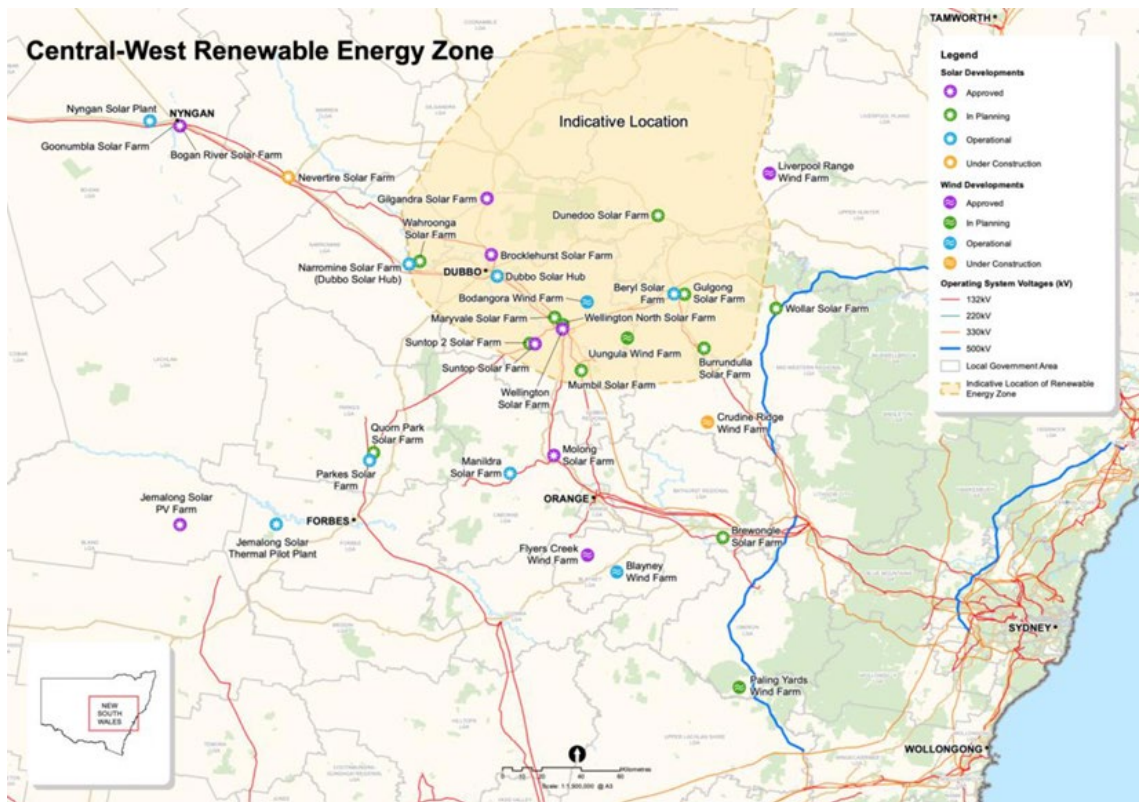 Central-West Renewable Energy Zone
TAMWORTH
Legend
Solar Developments
Approved
In Planning
Operational
Under Construction
Wind Developments
Approved
In Planning
Operational
Under Construction
Operating System Voltages (kV)
132kV
220kV
330kV
500kV
Local Government Area
Indicative Location of Renewable
Energy Zone
Indicative Location
Nyngan Solar Plant
NYNGAN
Goonumbla Solar Farm
Bogan River Solar Farm
Nevertire Solar Farm
Liverpool Range
Wind Farm
Gilgandra Solar Farm
Dunedoo Solar Farm
Wahroonga
Solar Farm
Brocklehurst Solar Farm
Narromine Solar Farm
(Dubbo Solar Hub)
DUBBO
Dubbo Solar Hub
Bodangora Wind Farm
Beryl Solar
Farm
Gulgong
Solar Farm
Wollar Solar Farm
Maryvale Solar Farm
Wellington North Solar Farm
Suntop 2 Solar Farm
Uungula Wind Farm
Suntop Solar Farm
Burrundulla
Solar Farm
Mumbil Solar Farm
Wellington
Solar Farm
Crudine Ridge
Wind Farm
Quorn Park
Solar Farm
Parkes Solar
Farm
Manildra
Solar Farm
Molong
Solar Farm
Jemalong Solar
PV Farm
ORANGE
FORBES
Jemalong Solar
Thermal Pilot Plant
Brewongle
Solar Farm
Flyers Creek
Wind Farm
Blayney
Wind Farm
SYDNEY
Paling Yards
Wind Farm
NEW
SOUTH
WALES
WOLLONGONG
Kilometres